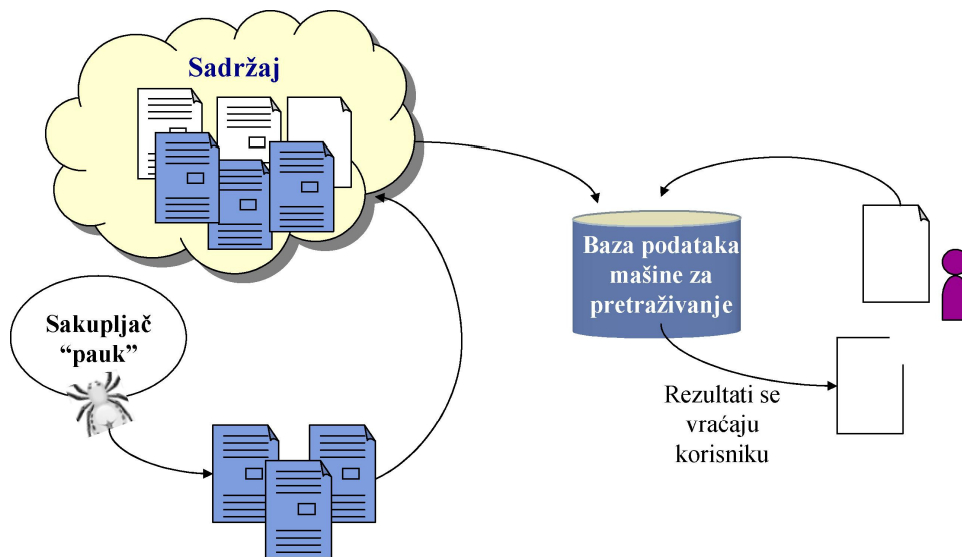 Sadržaj
Baza podataka
mašine za
pretraživanje
Sakupljač
“pauk”
Rezultati se
vraćaju
korisniku